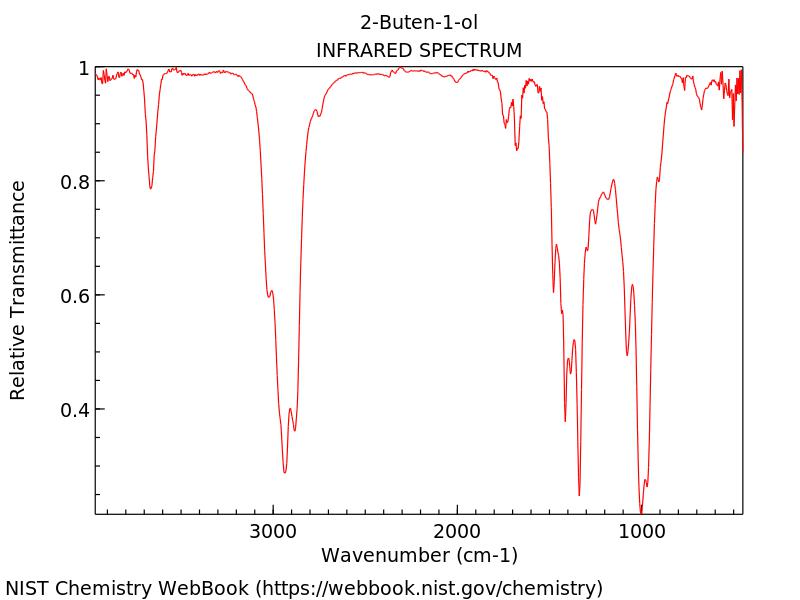 2-Buten-1-ol
INFRARED SPECTRUM
1
0.8
0.6
0.4
Relative Transmittance
3000 2000 1000
Wavenumber (cm-1)
NIST Chemistry WebBook (https://webbook.nist.gov/chemistry)